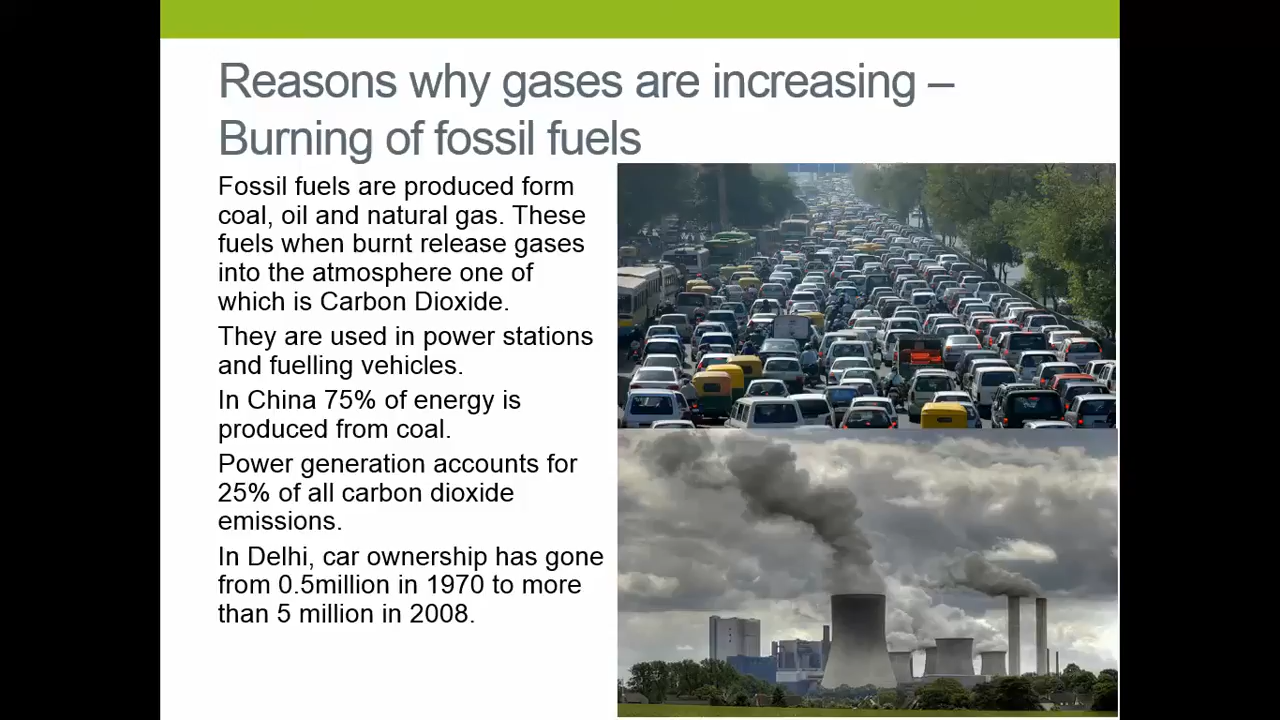 Reasons why gases are increasing –
Burning of fossil fuels
Fossil fuels are produced form
coal, oil and natural gas. These
fuels when burnt release gases
into the atmosphere one of
which is Carbon Dioxide.
They are used in power stations
and fuelling vehicles.
In China 75% of energy is
produced from coal.
Power generation accounts for
25% of all carbon dioxide
emissions.
In Delhi, car ownership has gone
from 0.5million in 1970 to more
than 5 million in 2008.